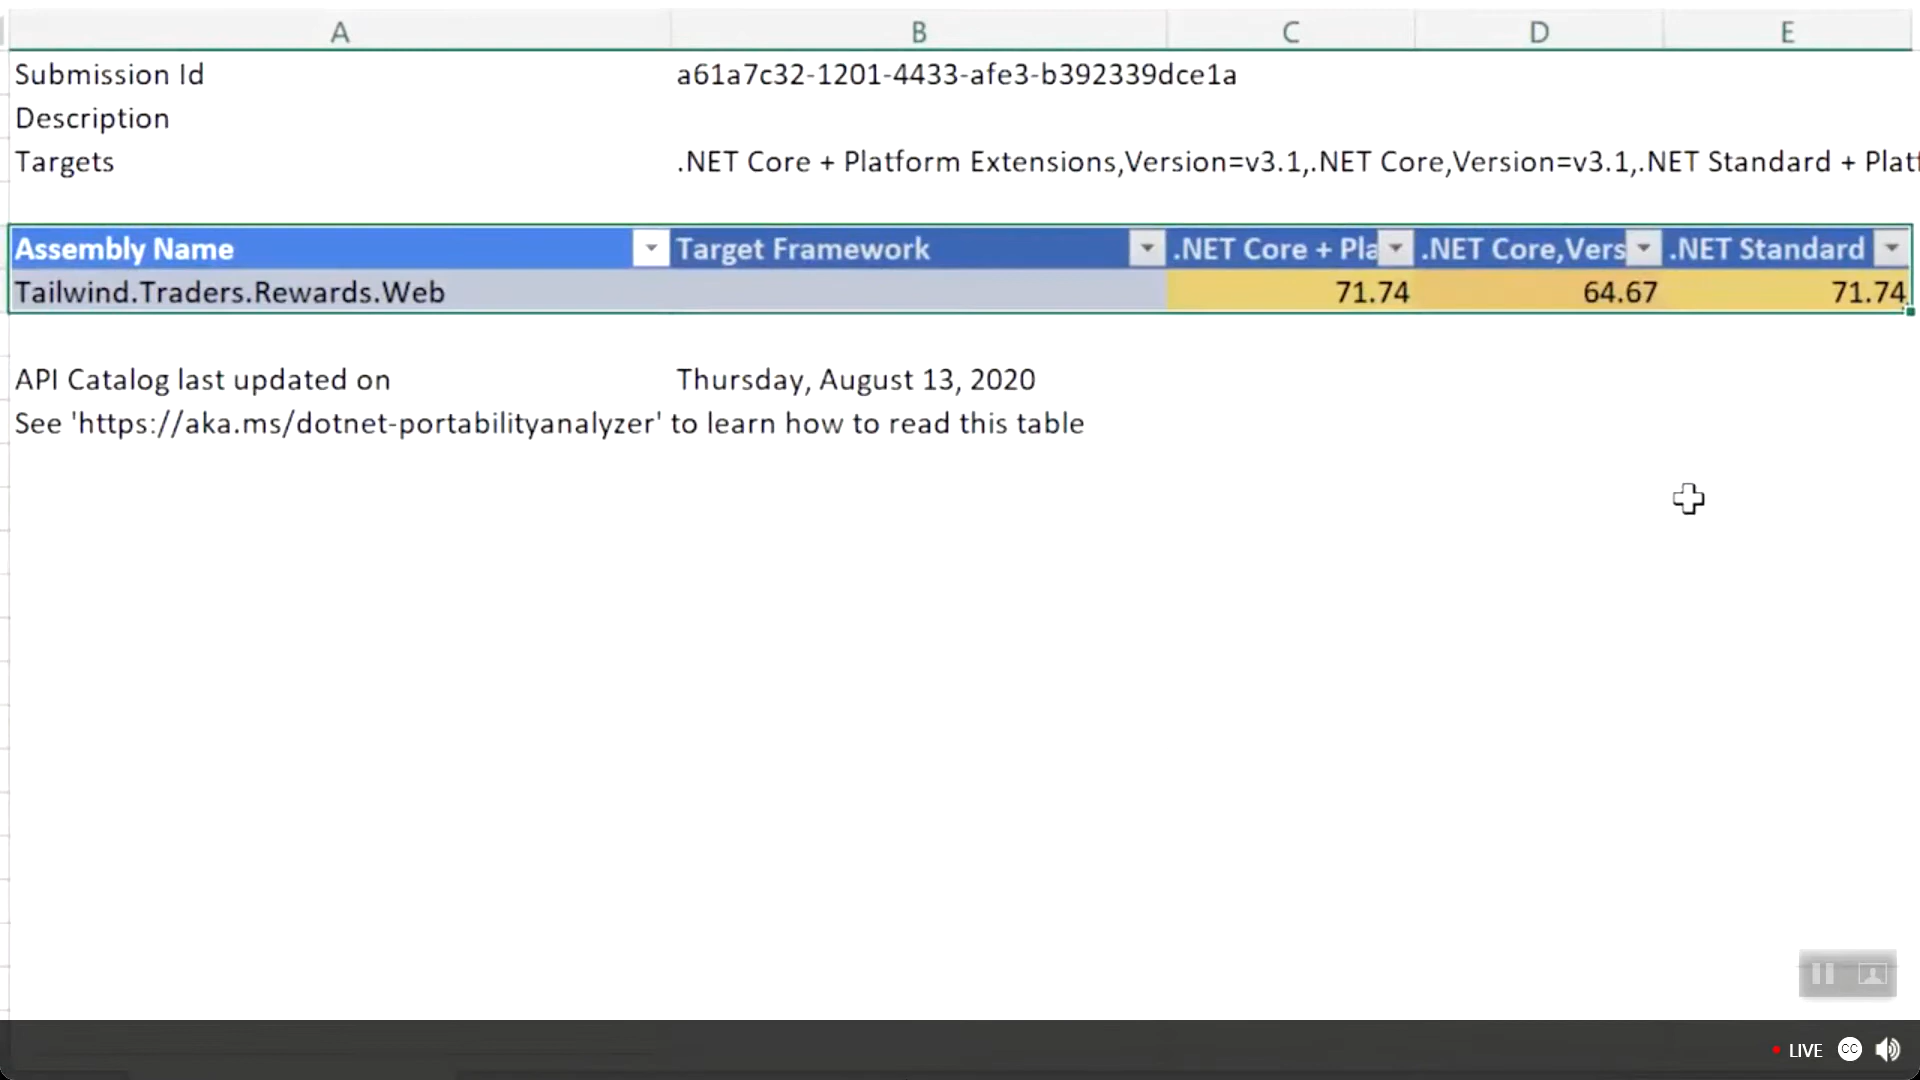 A B C D E
Submission Id a61a7c32-1201-4433-afe3-b392339dce1a
Description
Targets .NET Core + Platform Extensions,Version=v3.1,.NET Core,Version=v3.1,.NET Standard + Platf
Assembly Name Target Framework .NET Core + Pla .NET Core,Vers .NET Standard
Tailwind.Traders.Rewards.Web 71.74 64.67 71.74
API Catalog last updated on Thursday, August 13, 2020
See 'https://aka.ms/dotnet-portabilityanalyzer' to learn how to read this table
LIVE CC